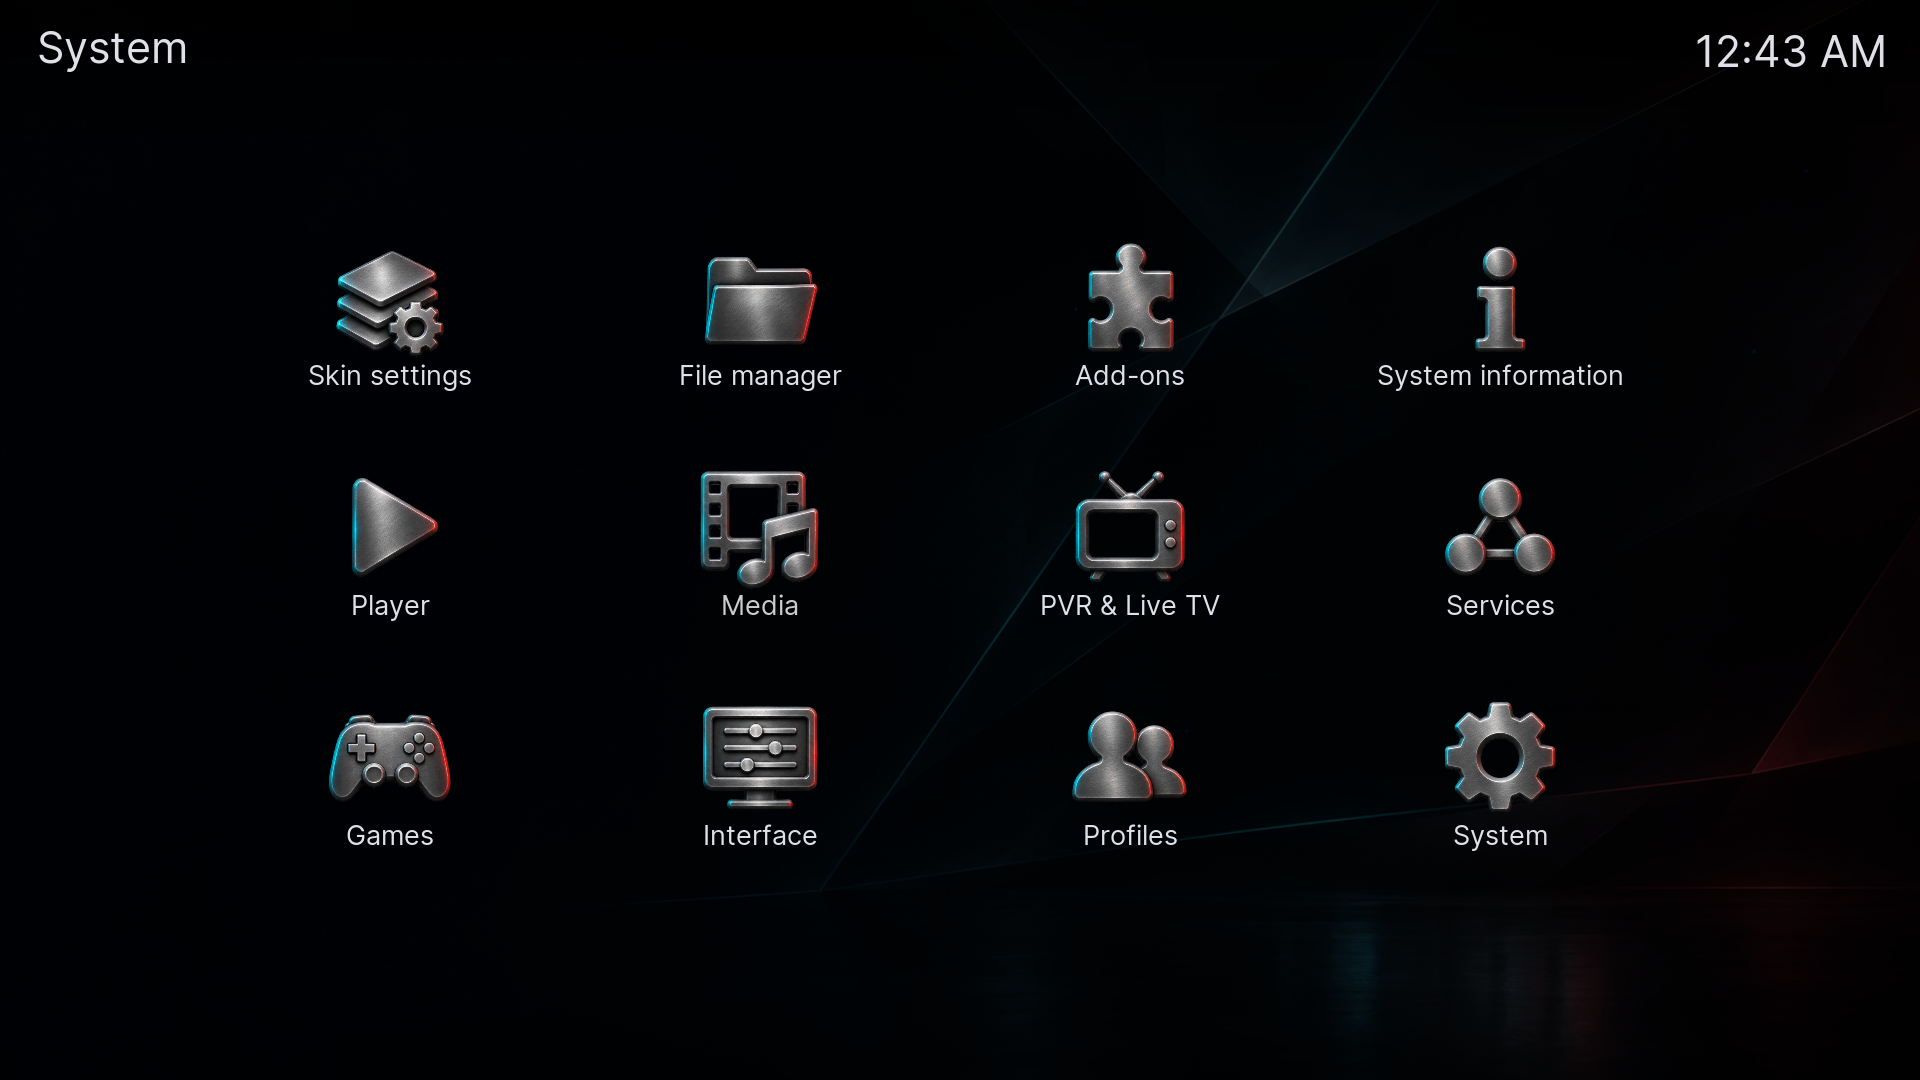 System
12:43 AM
Skin settings
File manager
Add-ons
System information
Player
Media
PVR & Live TV
Services
Games
Interface
Profiles
System